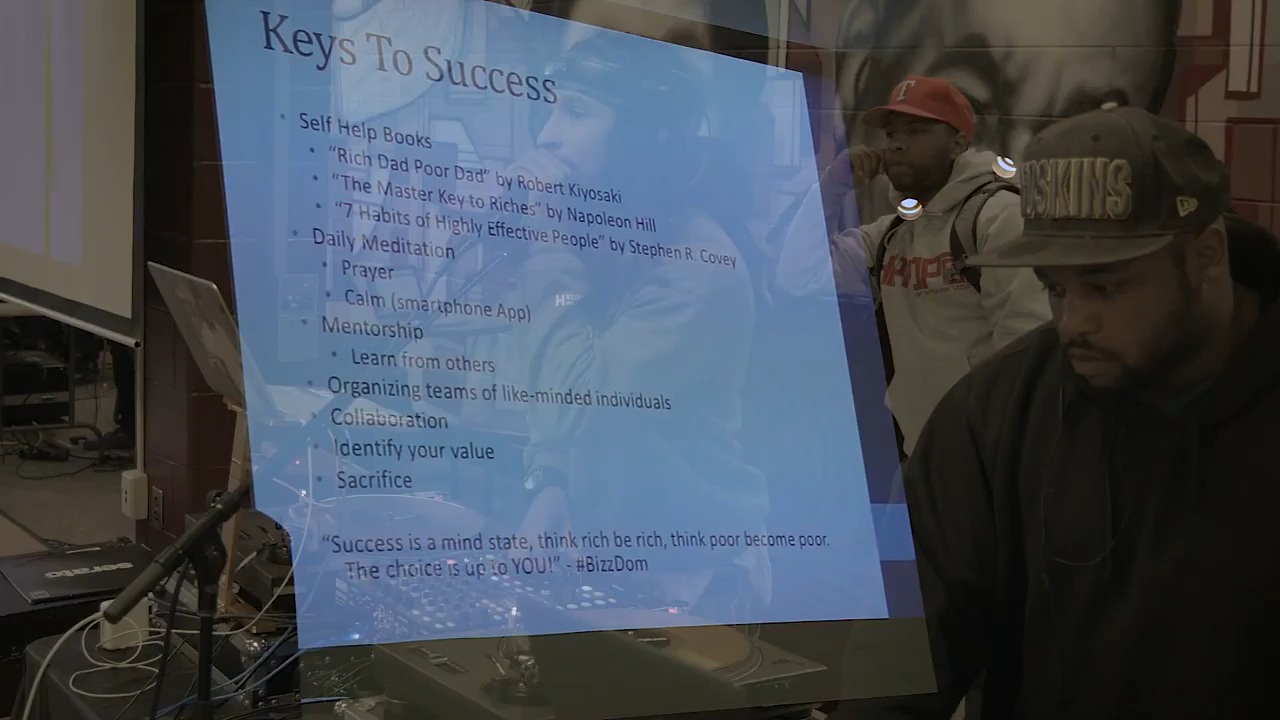 Keys To Success
Self Help Books
"Rich Dad Poor Dad" by Robert Kiyosaki
"The Master Key to Riches" by Napoleon Hill
"7 Habits of Highly Effective People" by Stephen R. Covey
Daily Meditation
Prayer
Calm (smartphone App)
Mentorship
Learn from others
Organizing teams of like-minded individuals
Collaboration
Identify your value
Sacrifice
"Success is a mind state, think rich be rich, think poor become poor.
The choice is up to YOU!" - #BizzDom
T
serato